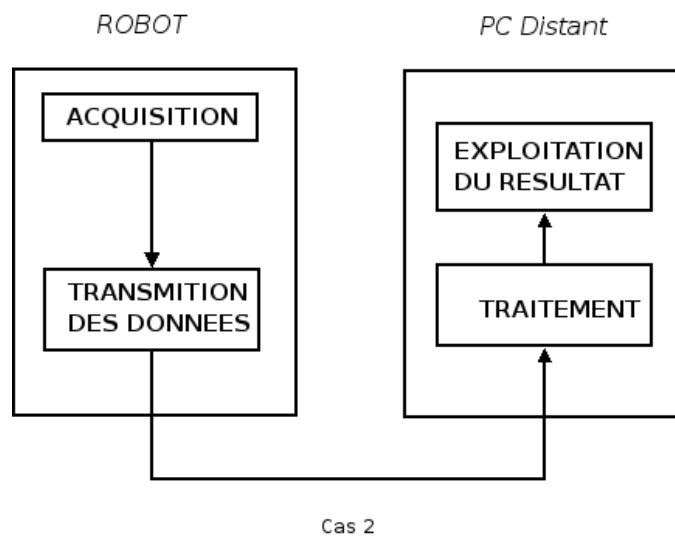 ROBOT
PC Distant
ACQUISITION
TRANSMITION
DES DONNEES
EXPLOITATION
DU RESULTAT
TRAITEMENT
Cas 2